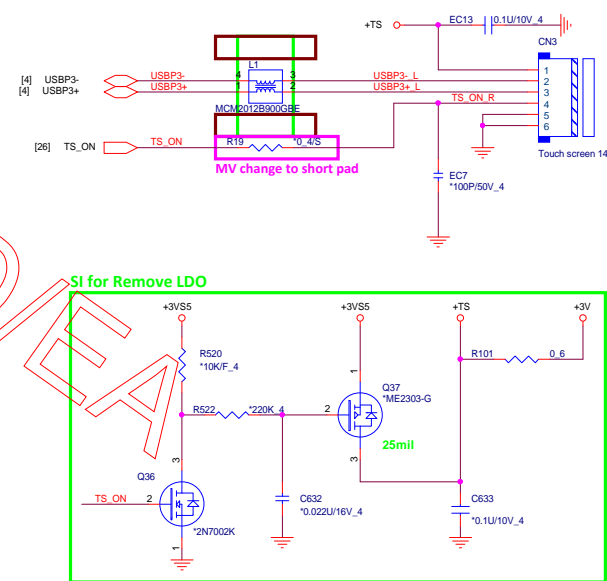 +TS
EC13
0.1U/10V_4
CN3
L1
[4] USBP3-
USBP3-
4
3
USBP3-_L
1
[4] USBP3+
USBP3+
1
2
USBP3+_L
2
3
MCM2012B900GBE
TS_ON_R
4
5
6
[26] TS_ON
TS_ON
R19
*0_4/S
Touch screen 14
MV change to short pad
EC7
*100P/50V_4
SI for Remove LDO
+3VS5
+3VS5
+TS
+3V
R520
*10K/F_4
R101
0_6
1
Q37
*ME2303-G
R522
*220K_4
2
25mil
3
3
Q36
TS_ON
2
C632
*0.022U/16V_4
C633
*0.1U/10V_4
*2N7002K
1